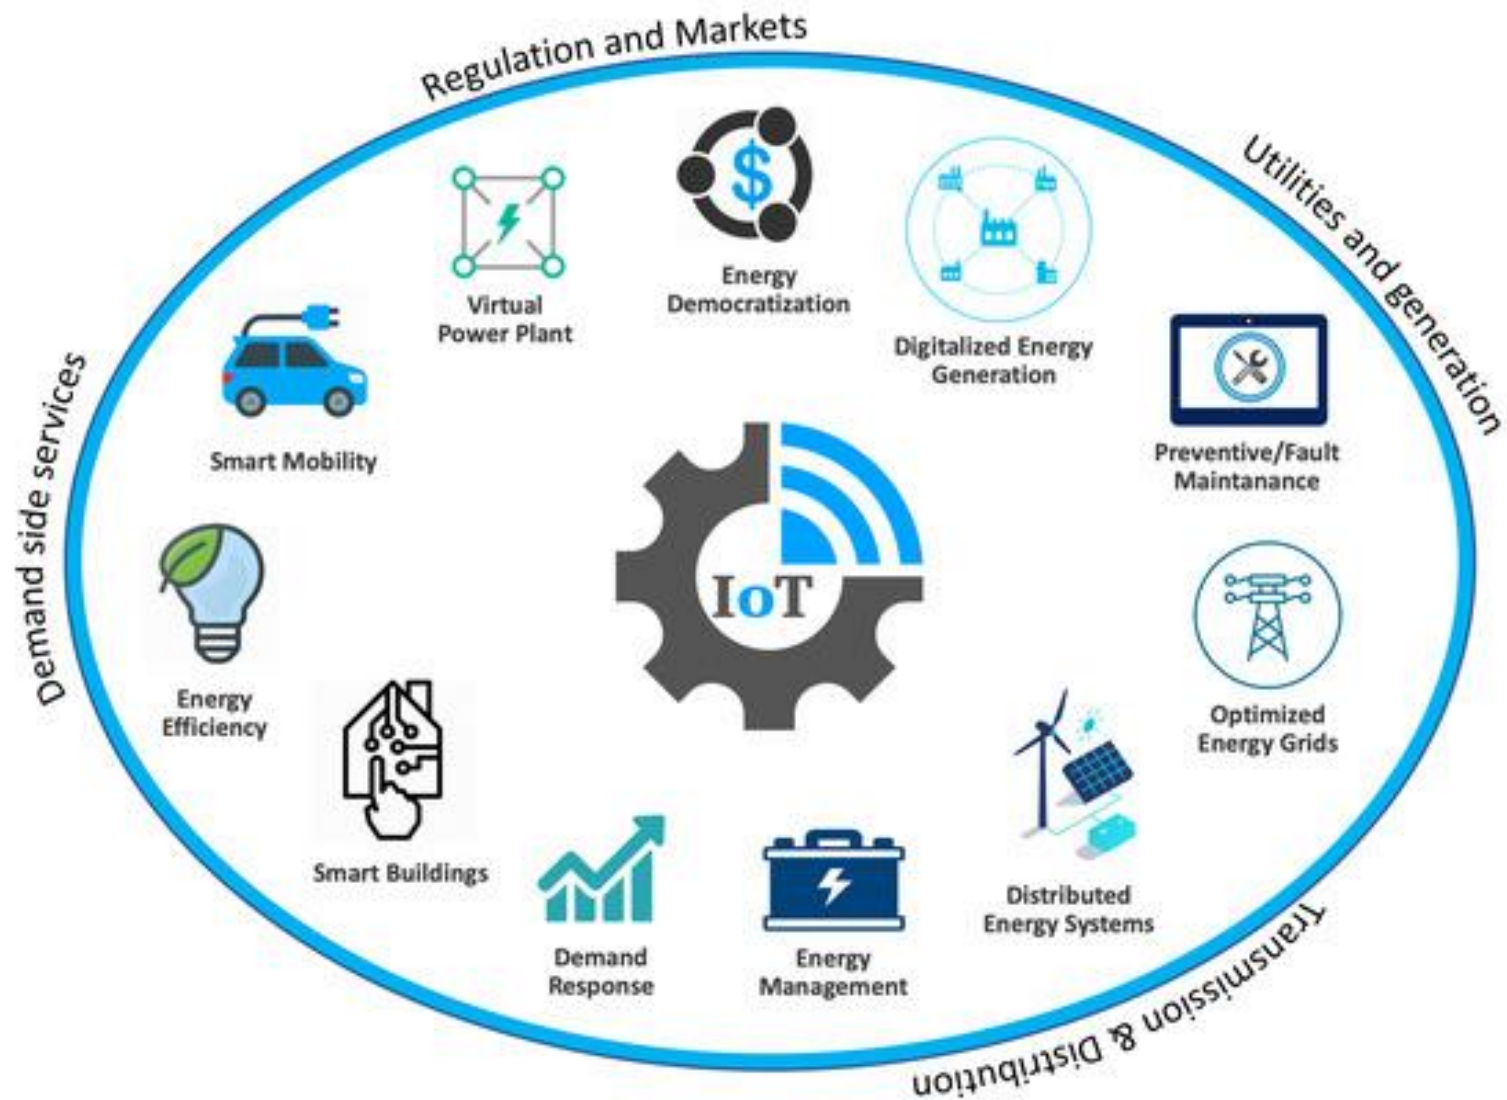 Regulation and Markets
Utilities and generation
Energy
Democratization
Virtual
Power Plant
Digitalized Energy
Generation
Smart Mobility
Preventive/Fault
Maintanance
Demand side services
IoT
Energy
Efficiency
Optimized
Energy Grids
Smart Buildings
Distributed
Energy Systems
Demand
Response
Energy
Management
Transmission & Distribution